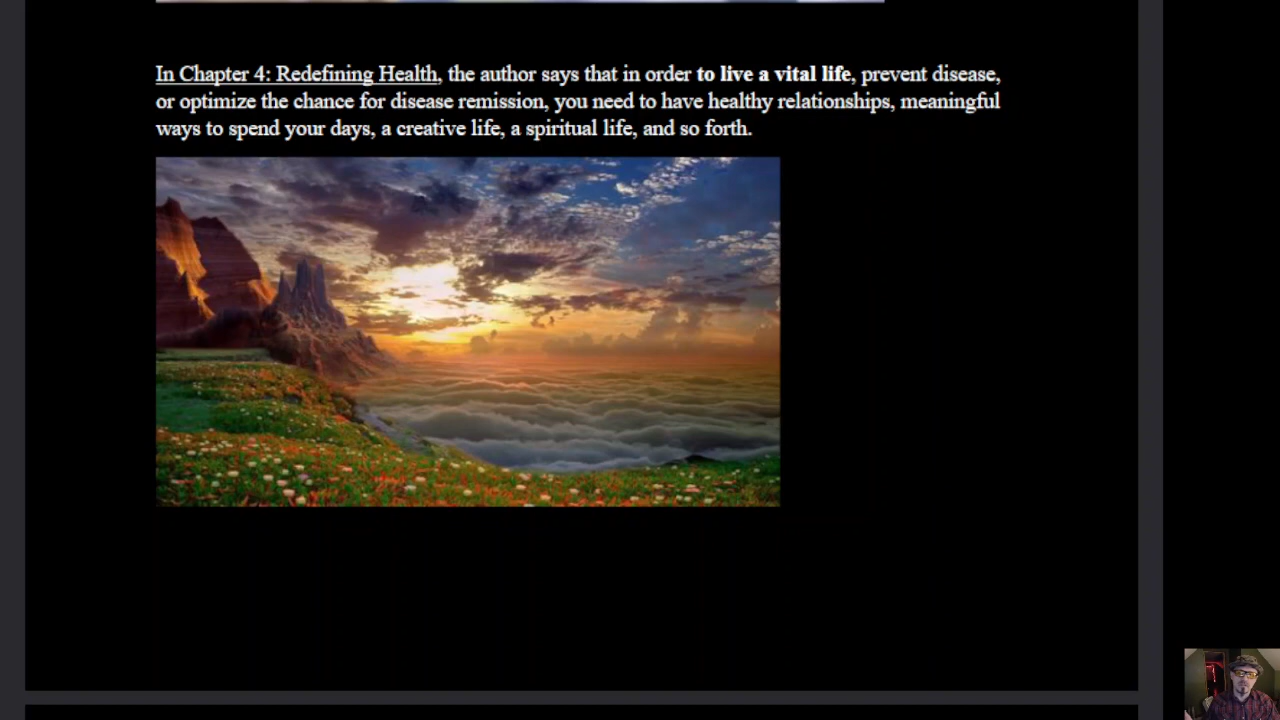 In Chapter 4: Redefining Health, the author says that in order to live a vital life, prevent disease,
or optimize the chance for disease remission, you need to have healthy relationships, meaningful
ways to spend your days, a creative life, a spiritual life, and so forth.